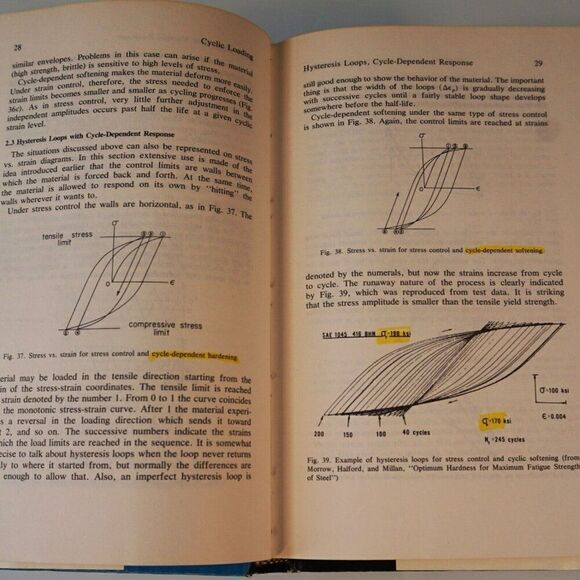 28
Cyclic Loading
similar envelopes. Problems in this case can arise if the material
(high strength, brittle) is sensitive to high levels of stress.
Cycle-dependent softening makes the material deform more easily.
Under stress control, therefore, the stress needed to enforce the
strain limits becomes smaller and smaller as cycling progresses (Fig.
36c). As in stress control, very little further adjustment in the
independent amplitudes occurs past half the life at a given cyclic
strain level.
2.3 Hysteresis Loops with Cycle-Dependent Response
The situations discussed above can also be represented on stress
vs. strain diagrams. In this section extensive use is made of the
idea introduced earlier that the control limits are walls between
which the material is forced back and forth. At the same time,
the material is allowed to respond on its own by "hitting" the
walls wherever it wants to.
Under stress control the walls are horizontal, as in Fig. 37. The
σ
tensile stress
limit
0
ϵ
compressive stress
limit
Fig. 37. Stress vs. strain for stress control and cycle-dependent hardening.
erial may be loaded in the tensile direction starting from the
in of the stress-strain coordinates. The tensile limit is reached
strain denoted by the number 1. From 0 to 1 the curve coincides
the monotonic stress-strain curve. After 1 the material experi-
s a reversal in the loading direction which sends it toward
t 2, and so on. The successive numbers indicate the strains
hich the load limits are reached in the sequence. It is somewhat
ecise to talk about hysteresis loops when the loop never returns
ly to where it started from, but normally the differences are
enough to allow that. Also, an imperfect hysteresis loop is
Hysteresis Loops, Cycle-Dependent Response
29
still good enough to show the behavior of the material. The important
thing is that the width of the loops (Δεp) is gradually decreasing
with successive cycles until a fairly stable loop shape develops
somewhere before the half-life.
Cycle-dependent softening under the same type of stress control
is shown in Fig. 38. Again, the control limits are reached at strains
σ
0
ϵ
Fig. 38. Stress vs. strain for stress control and cycle-dependent softening.
denoted by the numerals, but now the strains increase from cycle
to cycle. The runaway nature of the process is clearly indicated
by Fig. 39, which was reproduced from test data. It is striking
that the stress amplitude is smaller than the tensile yield strength.
SAE 1045 416 BHN
ksi
σ=100 ksi
ϵ=0.004
200
150
100
40 cycles
=170 ksi
=245 cycles
Fig. 39. Example of hysteresis loops for stress control and cyclic softening (from
Morrow, Halford, and Millan, "Optimum Hardness for Maximum Fatigue Strength
of Steel")